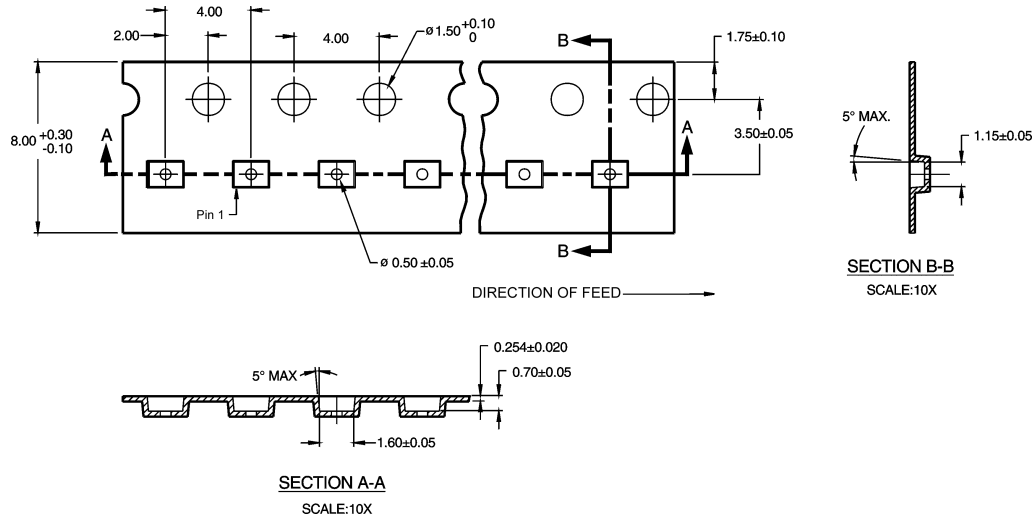 4.00
2.00
4.00
ø1.50 +0.10
0
B
1.75±0.10
8.00 +0.30
-0.10
A
A
3.50±0.05
5° MAX.
1.15±0.05
Pin 1
B
ø 0.50 ±0.05
SECTION B-B
SCALE:10X
DIRECTION OF FEED
0.254±0.020
0.70±0.05
5° MAX
1.60±0.05
SECTION A-A
SCALE:10X